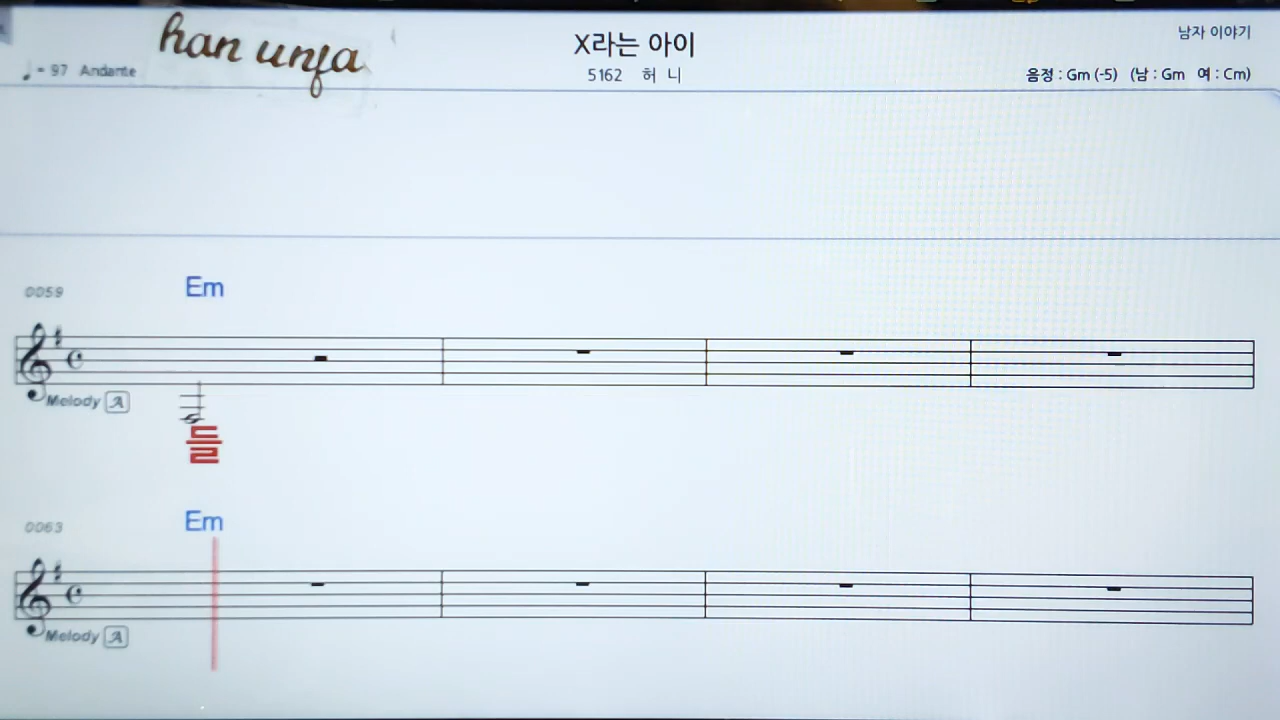 han unja
X라는 아이
남자 이야기
♩= 97 Andante
5162 허 니
음정 : Gm (-5) (남 : Gm 여 : Cm)
0059 Em
Melody A
들
0063 Em
Melody A